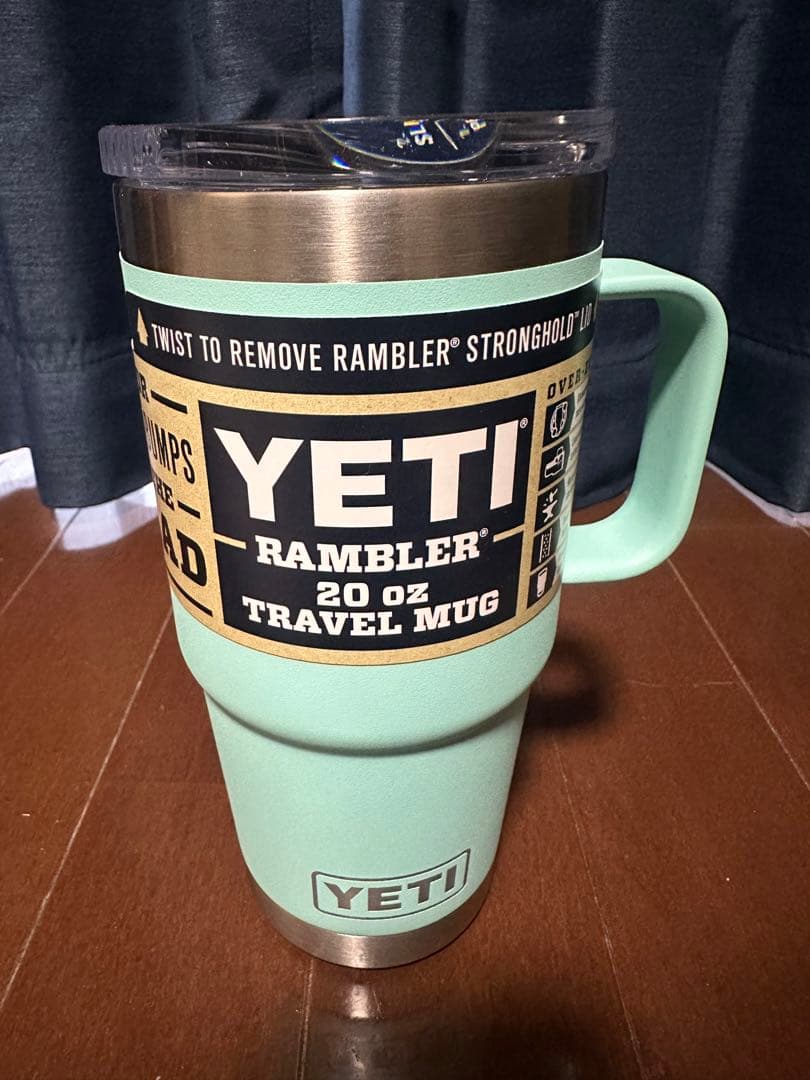 TWIST TO REMOVE RAMBLER® STRONGHOLD™ LID
YETI®
RAMBLER®
20 oz
TRAVEL MUG
YETI